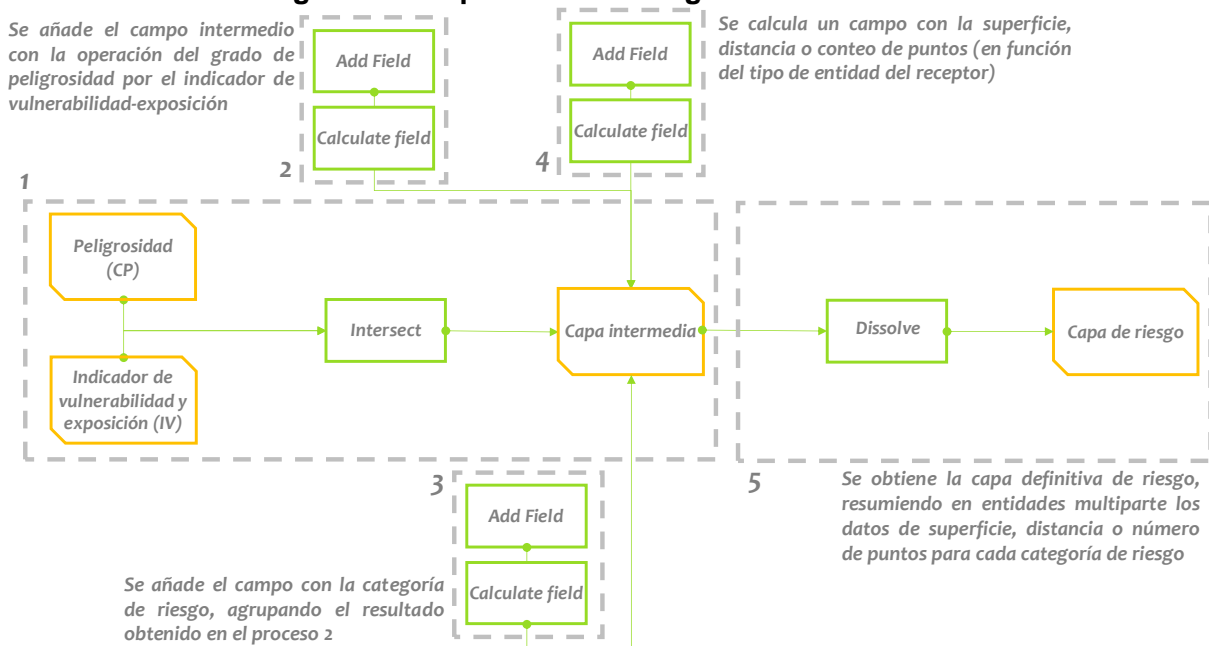 Se añade el campo intermedio
con la operación del grado de
peligrosidad por el indicador de
vulnerabilidad-exposición
Add Field
Calculate field
2
Add Field
Calculate field
4
Se calcula un campo con la superficie,
distancia o conteo de puntos (en función
del tipo de entidad del receptor)
1
Peligrosidad
(CP)
Indicador de
vulnerabilidad y
exposición (IV)
Intersect
Capa intermedia
Dissolve
Capa de riesgo
3
Add Field
Calculate field
Se añade el campo con la categoría
de riesgo, agrupando el resultado
obtenido en el proceso 2
5
Se obtiene la capa definitiva de riesgo,
resumiendo en entidades multiparte los
datos de superficie, distancia o número
de puntos para cada categoría de riesgo